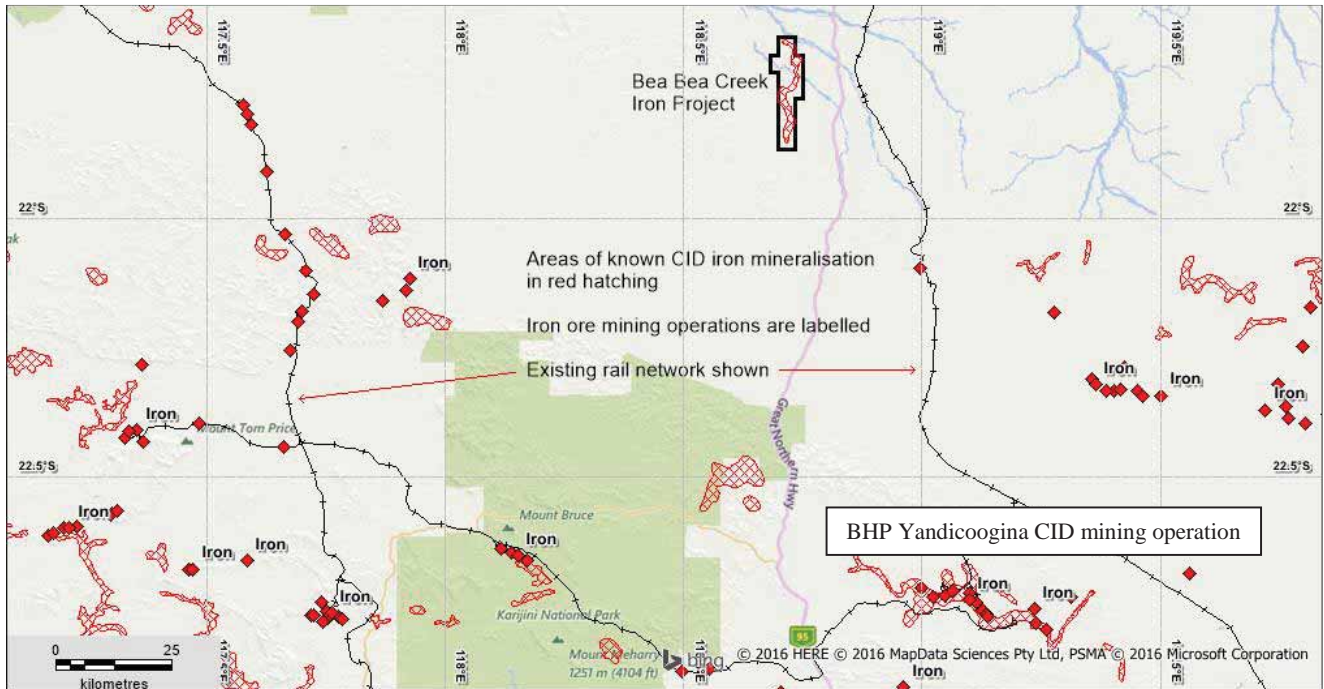 117.5°E
118°E
118.5°E
119°E
119.5°E
Bea Bea Creek
Iron Project
22°S
22°S
Areas of known CID iron mineralisation
in red hatching
Iron
Iron ore mining operations are labelled
Existing rail network shown
Iron
Iron
Iron
Iron
Mount Tom Price
Great Northern Hwy
22.5°S
22.5°S
Iron
Mount Bruce
BHP Yandicoogina CID mining operation
Iron
Iron
Iron
Iron
Iron
Iron
Karijini National Park
95
Mount Meharry
1251 m (4104 ft)
0 25
kilometres
118°E
bing
© 2016 HERE © 2016 MapData Sciences Pty Ltd, PSMA © 2016 Microsoft Corporation
Iron